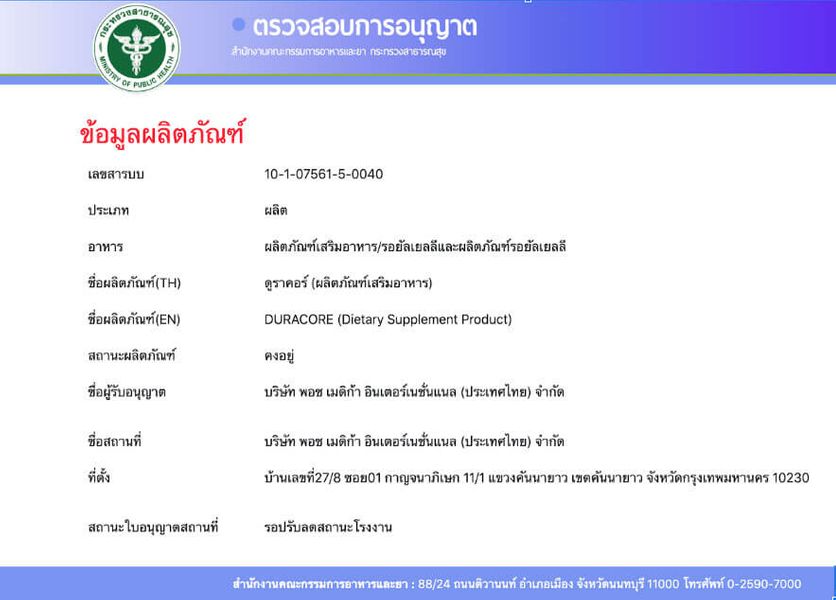 กระทรวงสาธารณสุข
MINISTRY OF PUBLIC HEALTH
ตรวจสอบการอนุญาต
สำนักงานคณะกรรมการอาหารและยา กระทรวงสาธารณสุข
ข้อมูลผลิตภัณฑ์
เลขสารบบ 10-1-07561-5-0040
ประเภท ผลิต
อาหาร ผลิตภัณฑ์เสริมอาหาร/รอยัลเยลลีและผลิตภัณฑ์รอยัลเยลลี
ชื่อผลิตภัณฑ์(TH) ดูราคอร์ (ผลิตภัณฑ์เสริมอาหาร)
ชื่อผลิตภัณฑ์(EN) DURACORE (Dietary Supplement Product)
สถานะผลิตภัณฑ์ คงอยู่
ชื่อผู้รับอนุญาต บริษัท พอช เมดิก้า อินเตอร์เนชั่นแนล (ประเทศไทย) จำกัด
ชื่อสถานที่ บริษัท พอช เมดิก้า อินเตอร์เนชั่นแนล (ประเทศไทย) จำกัด
ที่ตั้ง บ้านเลขที่27/8 ซอย01 กาญจนาภิเษก 11/1 แขวงคันนายาว เขตคันนายาว จังหวัดกรุงเทพมหานคร 10230
สถานะใบอนุญาตสถานที่ รอปรับลดสถานะโรงงาน
สำนักงานคณะกรรมการอาหารและยา : 88/24 ถนนติวานนท์ อำเภอเมือง จังหวัดนนทบุรี 11000 โทรศัพท์ 0-2590-7000